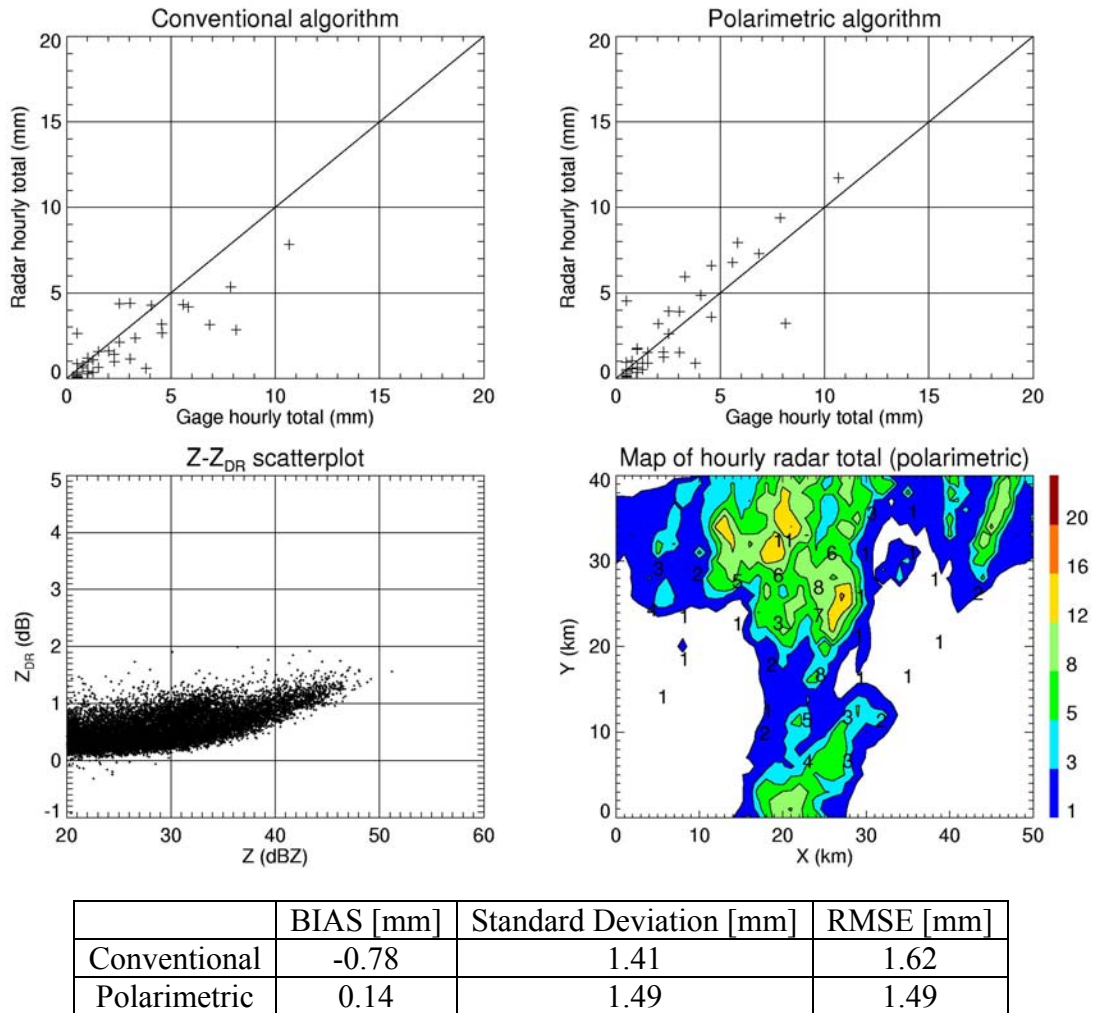 Conventional algorithm
20
15
10
5
0
Radar hourly total (mm)
0 5 10 15 20
Gage hourly total (mm)
Polarimetric algorithm
20
15
10
5
0
Radar hourly total (mm)
0 5 10 15 20
Gage hourly total (mm)
Z-ZDR scatterplot
5
4
3
2
1
0
-1
ZDR (dB)
20 30 40 50 60
Z (dBZ)
Map of hourly radar total (polarimetric)
40
30
20
10
0
Y (km)
0 10 20 30 40 50
X (km)
20
16
12
8
5
3
1
BIAS [mm] Standard Deviation [mm] RMSE [mm]
Conventional -0.78 1.41 1.62
Polarimetric 0.14 1.49 1.49